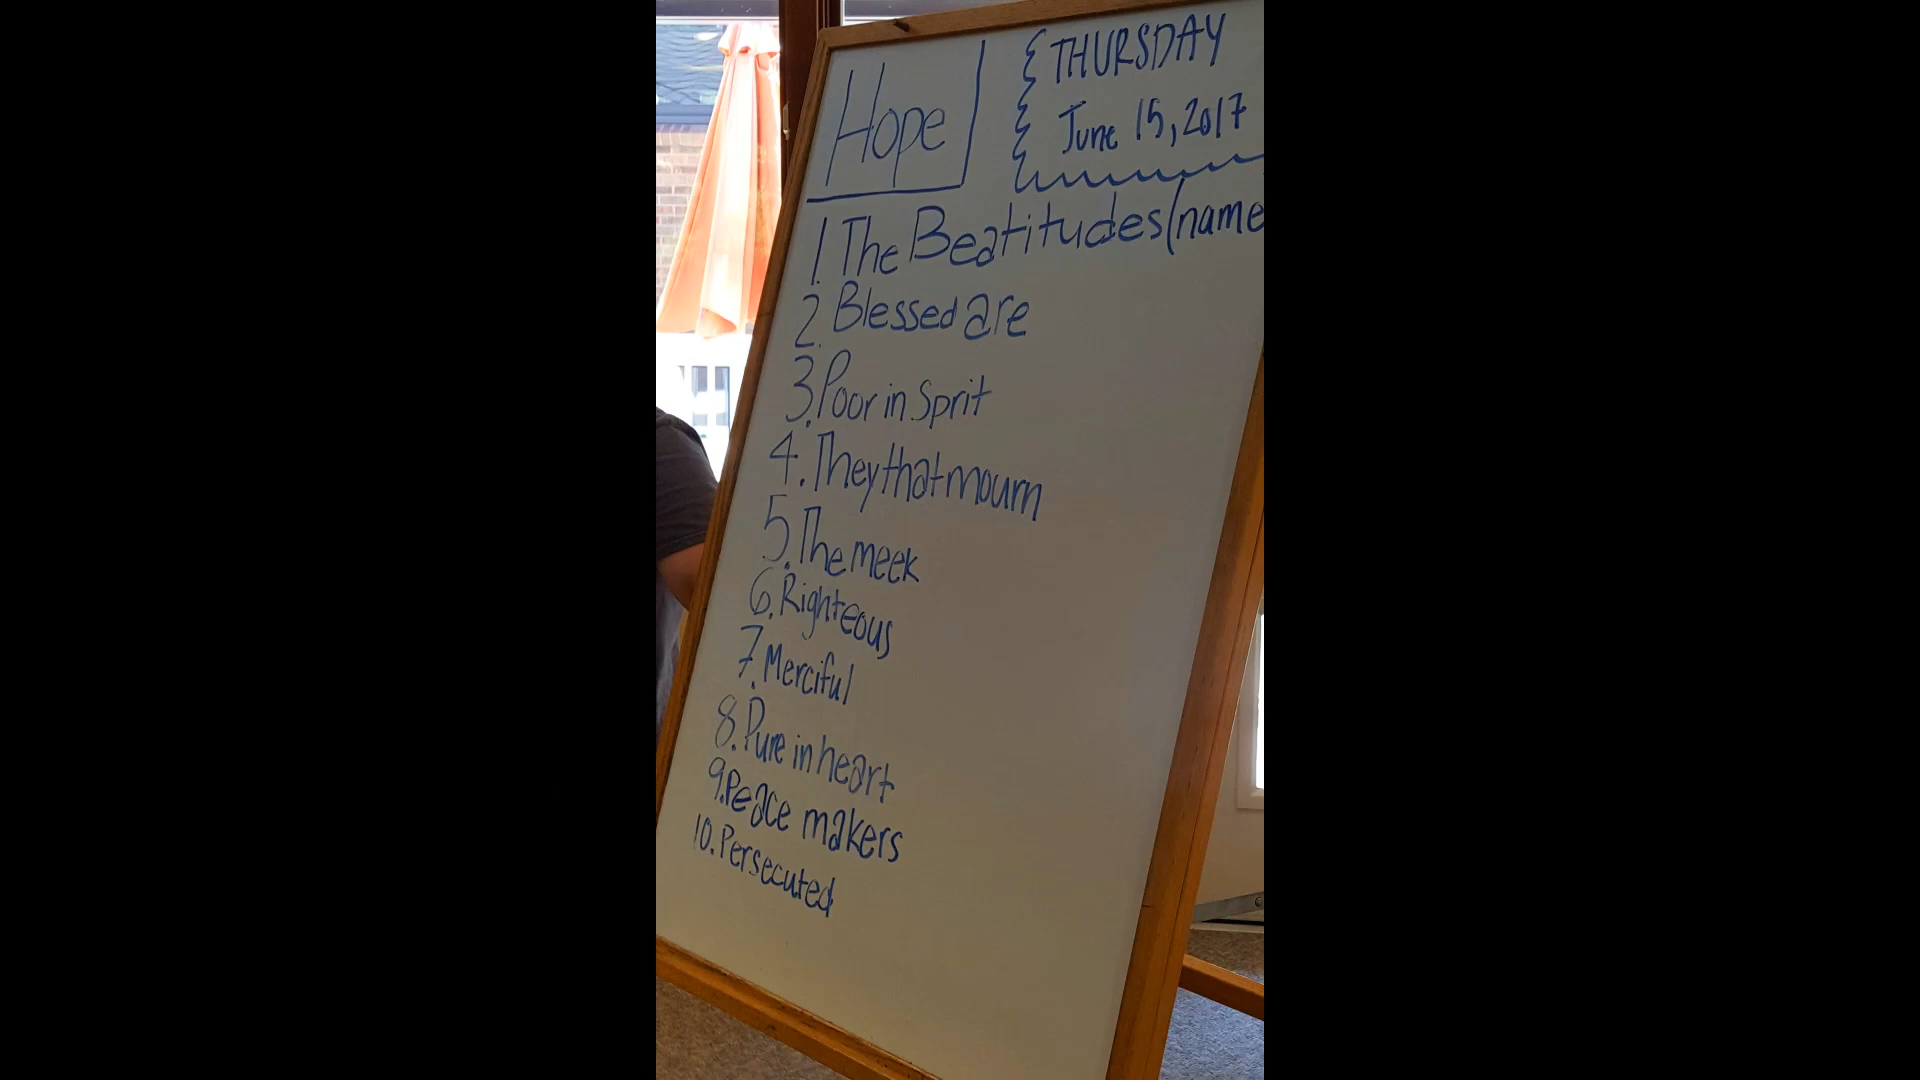 Hope
THURSDAY
June 15, 2017
1. The Beatitudes (name
2. Blessed are
3. Poor in Sprit
4. They that mourn
5. The meek
6. Righteous
7. Merciful
8. Pure in heart
9. Peace makers
10. Persecuted